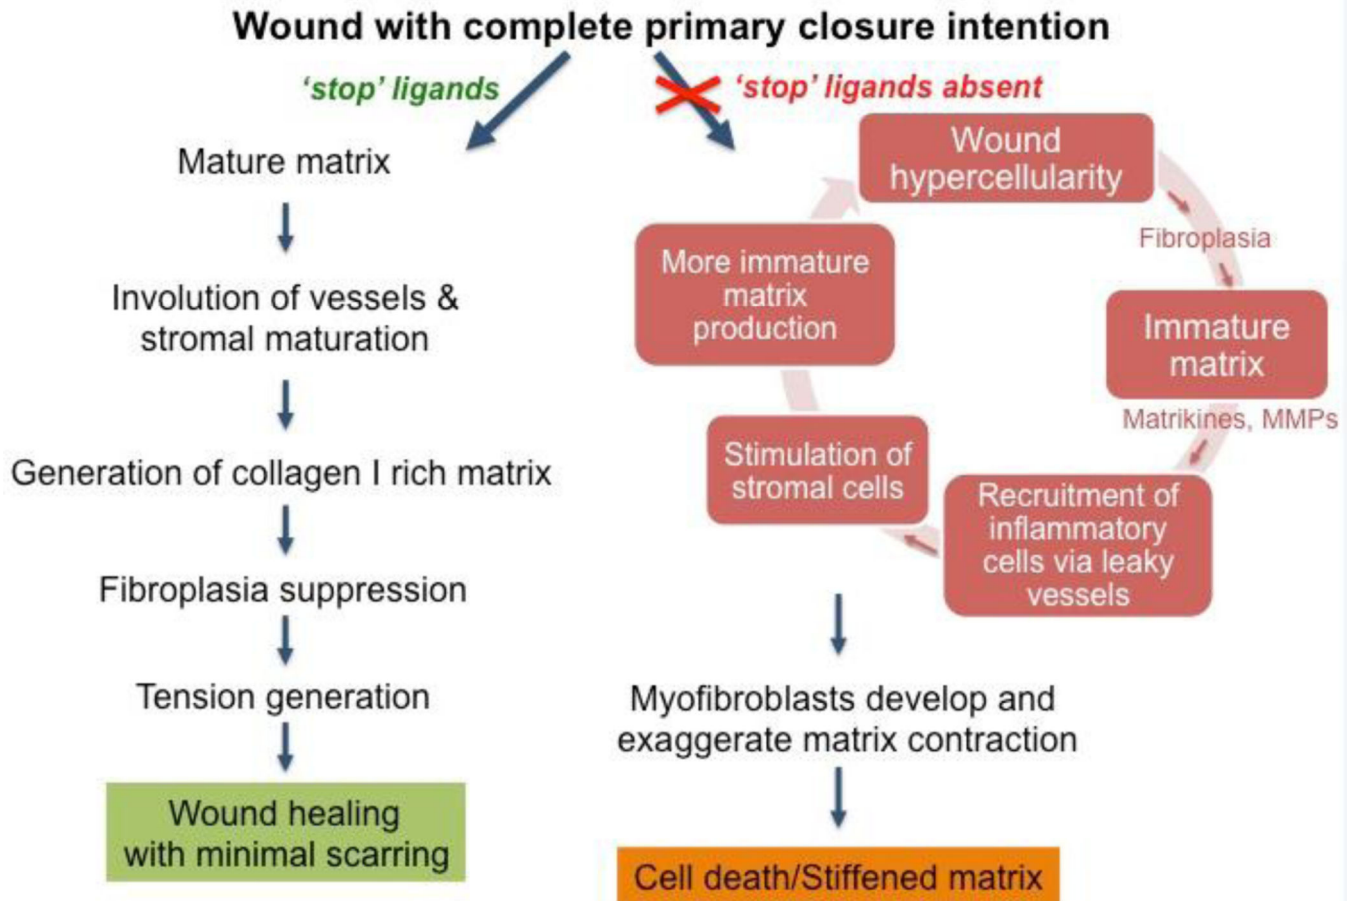 Wound with complete primary closure intention
‘stop’ ligands
‘stop’ ligands absent
Mature matrix
Involution of vessels &
stromal maturation
Generation of collagen I rich matrix
Fibroplasia suppression
Tension generation
Wound healing
with minimal scarring
Wound
hypercellularity
Fibroplasia
Immature
matrix
Matrikines, MMPs
Recruitment of
inflammatory
cells via leaky
vessels
Stimulation of
stromal cells
More immature
matrix
production
Myofibroblasts develop and
exaggerate matrix contraction
Cell death/Stiffened matrix